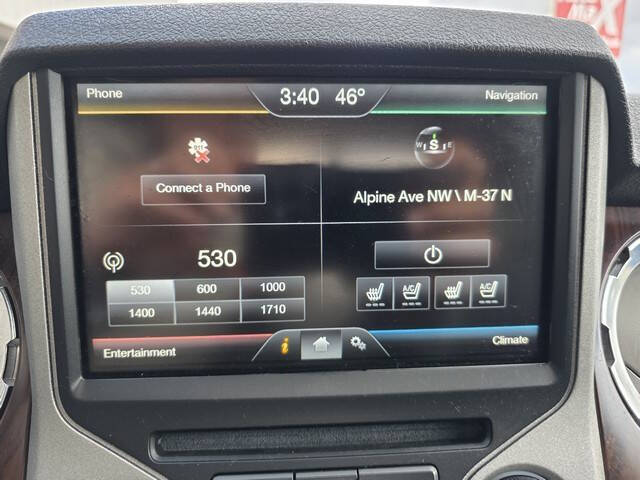 Phone
3:40 46°
Navigation
Connect a Phone
W S E
Alpine Ave NW \ M-37 N
530
530 600 1000
1400 1440 1710
A/C A/C
Entertainment
i
Climate